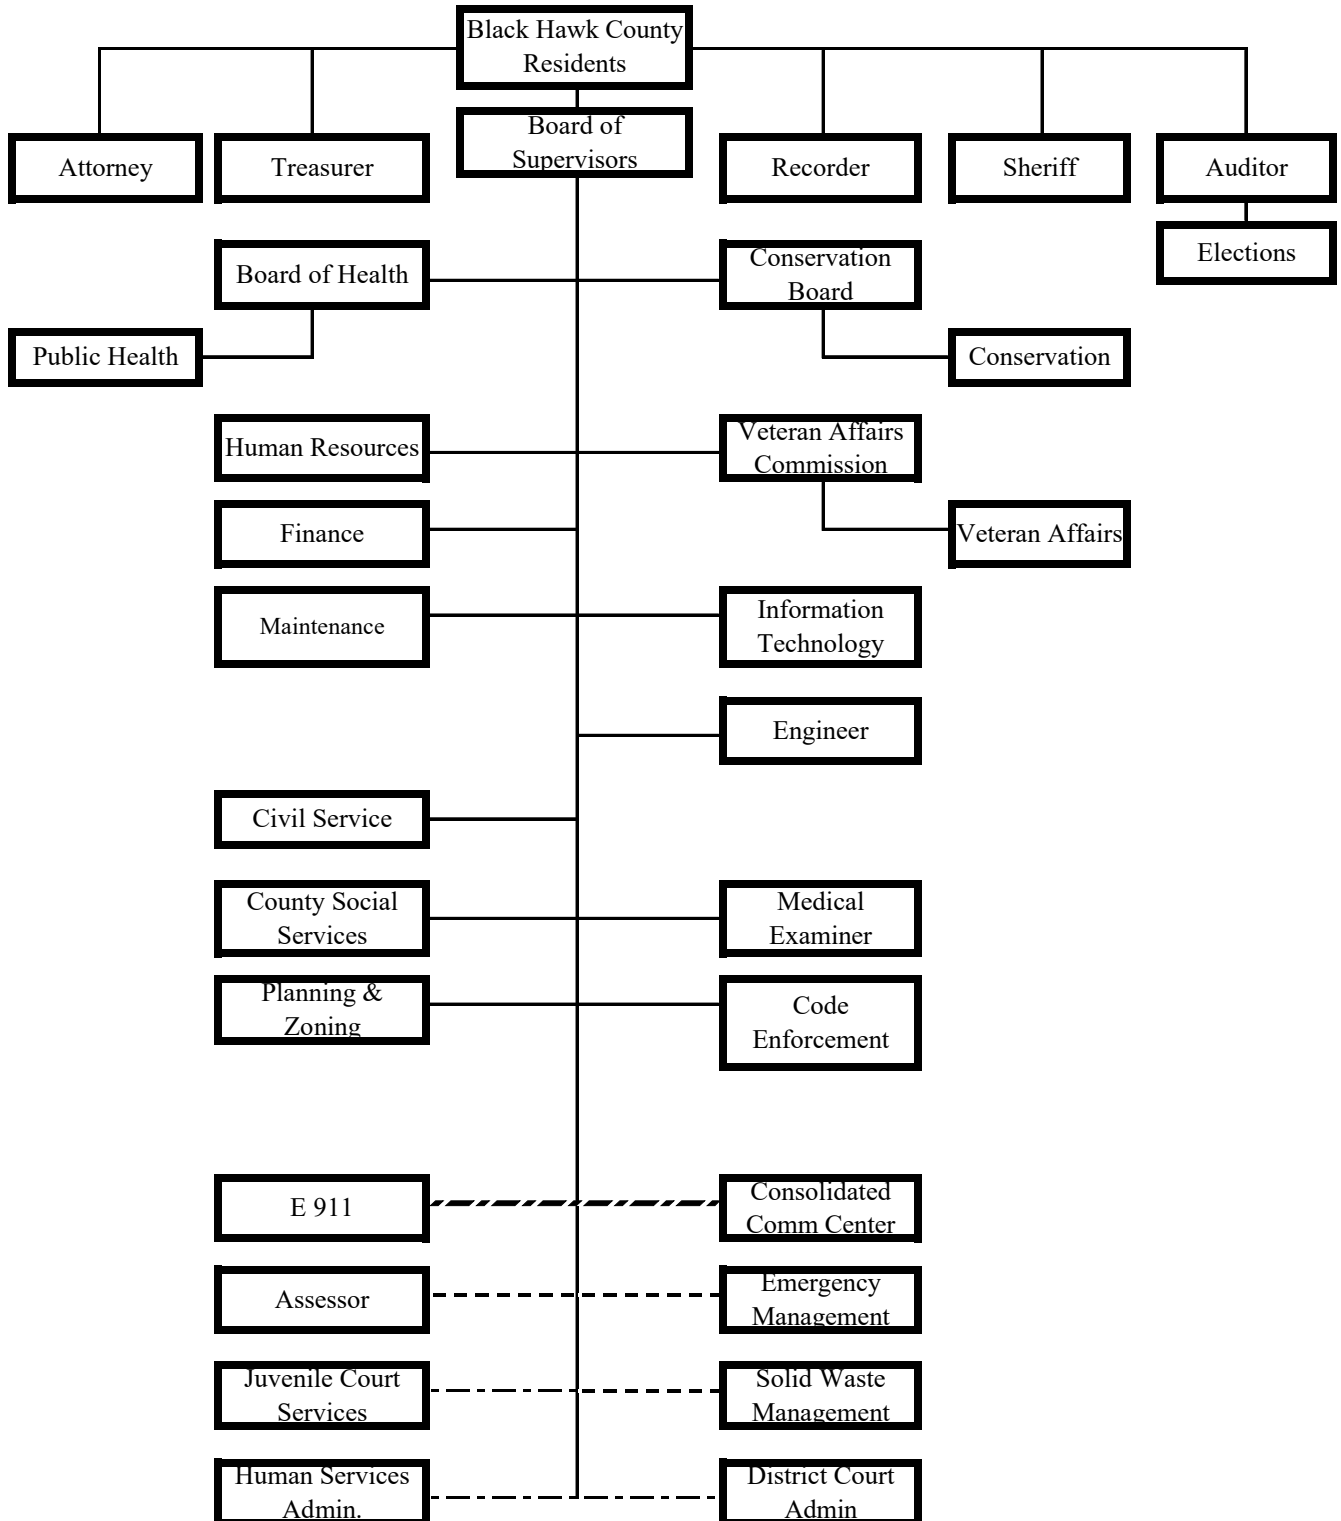 Black Hawk County
Residents
Board of
Supervisors
Attorney
Treasurer
Recorder
Sheriff
Auditor
Elections
Board of Health
Conservation
Board
Public Health
Conservation
Human Resources
Veteran Affairs
Commission
Finance
Veteran Affairs
Maintenance
Information
Technology
Engineer
Civil Service
County Social
Services
Medical
Examiner
Planning &
Zoning
Code
Enforcement
E 911
Consolidated
Comm Center
Assessor
Emergency
Management
Juvenile Court
Services
Solid Waste
Management
Human Services
Admin.
District Court
Admin